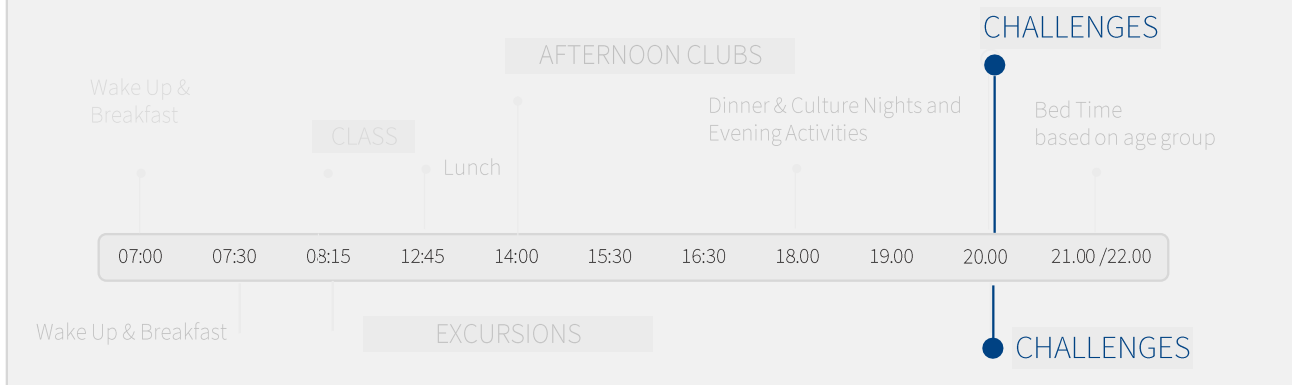 CHALLENGES
AFTERNOON CLUBS
Wake Up &
Breakfast
Dinner & Culture Nights and
Evening Activities
Bed Time
based on age group
CLASS
Lunch
07:00 07:30 08:15 12:45 14:00 15:30 16:30 18.00 19.00 20.00 21.00 /22.00
Wake Up & Breakfast
EXCURSIONS
CHALLENGES